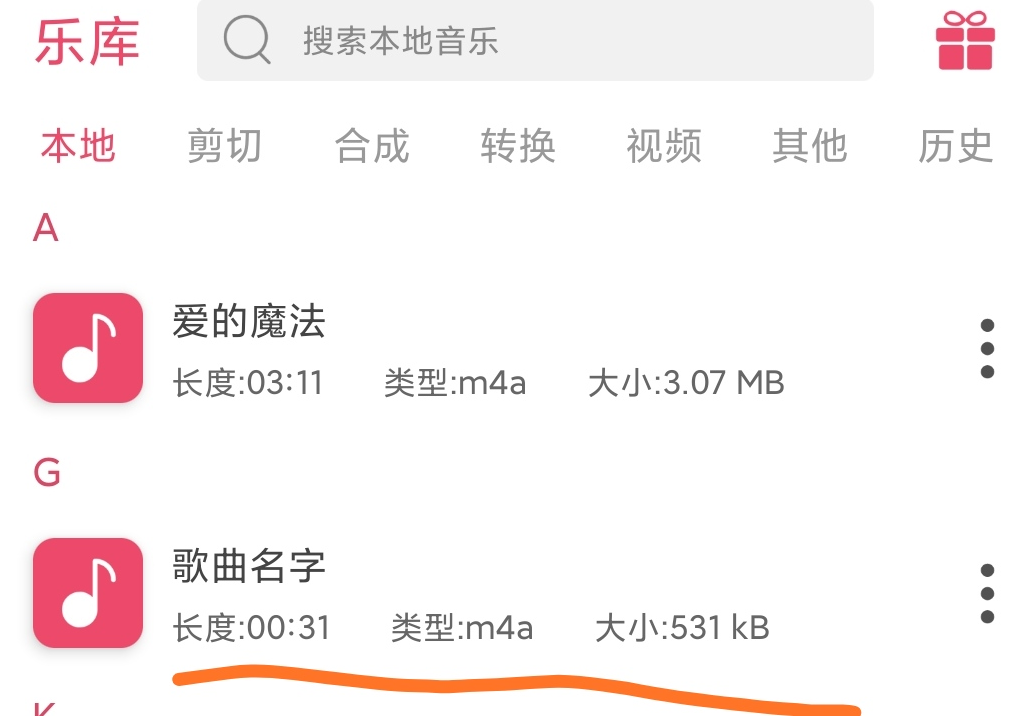 乐库 搜索本地音乐
本地 剪切 合成 转换 视频 其他 历史
A
爱的魔法
长度:03:11 类型:m4a 大小:3.07 MB
G
歌曲名字
长度:00:31 类型:m4a 大小:531 kB
K